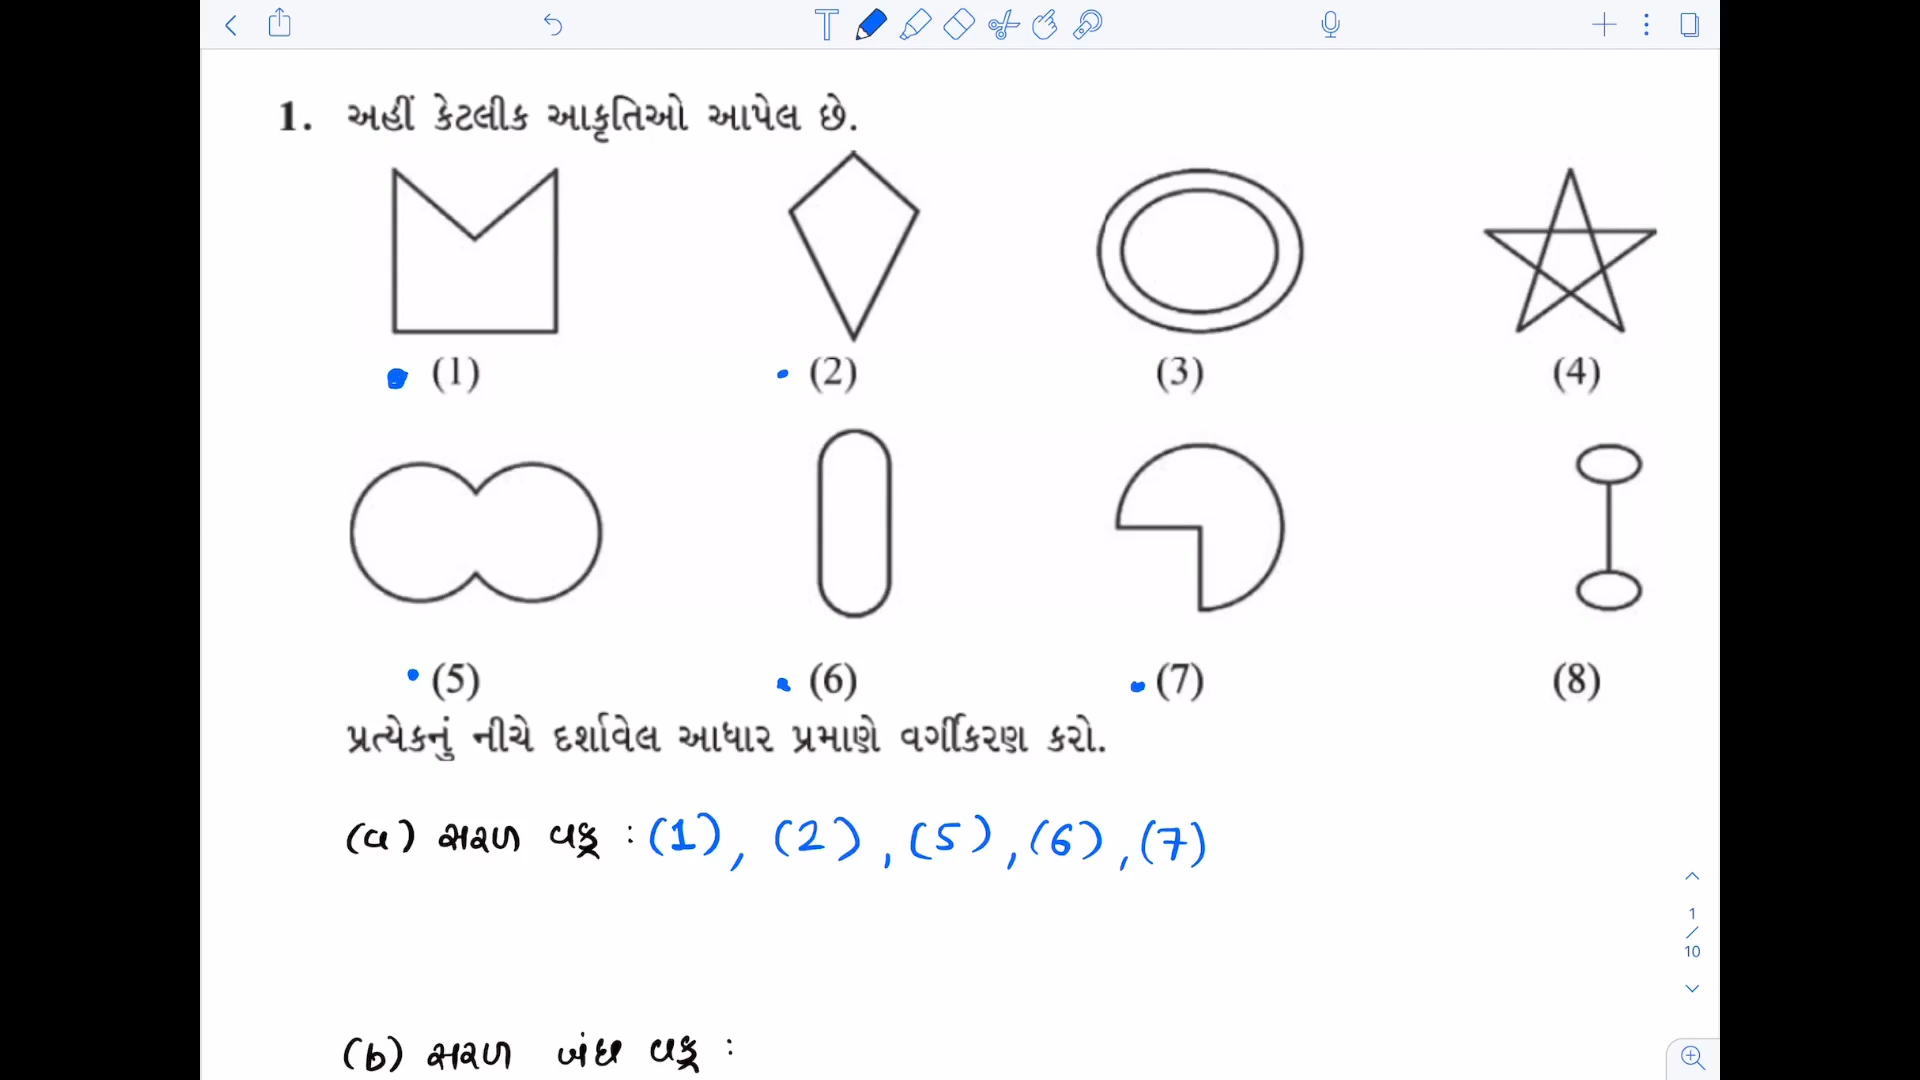 1. અહીં કેટલીક આકૃતિઓ આપેલ છે.
(1) (2) (3) (4)
(5) (6) (7) (8)
પ્રત્યેકનું નીચે દર્શાવેલ આધાર પ્રમાણે વર્ગીકરણ કરો.
(a) સરળ વક્ર : (1), (2), (5), (6), (7)
1
/
10
(b) સરળ બંધ વક્ર :